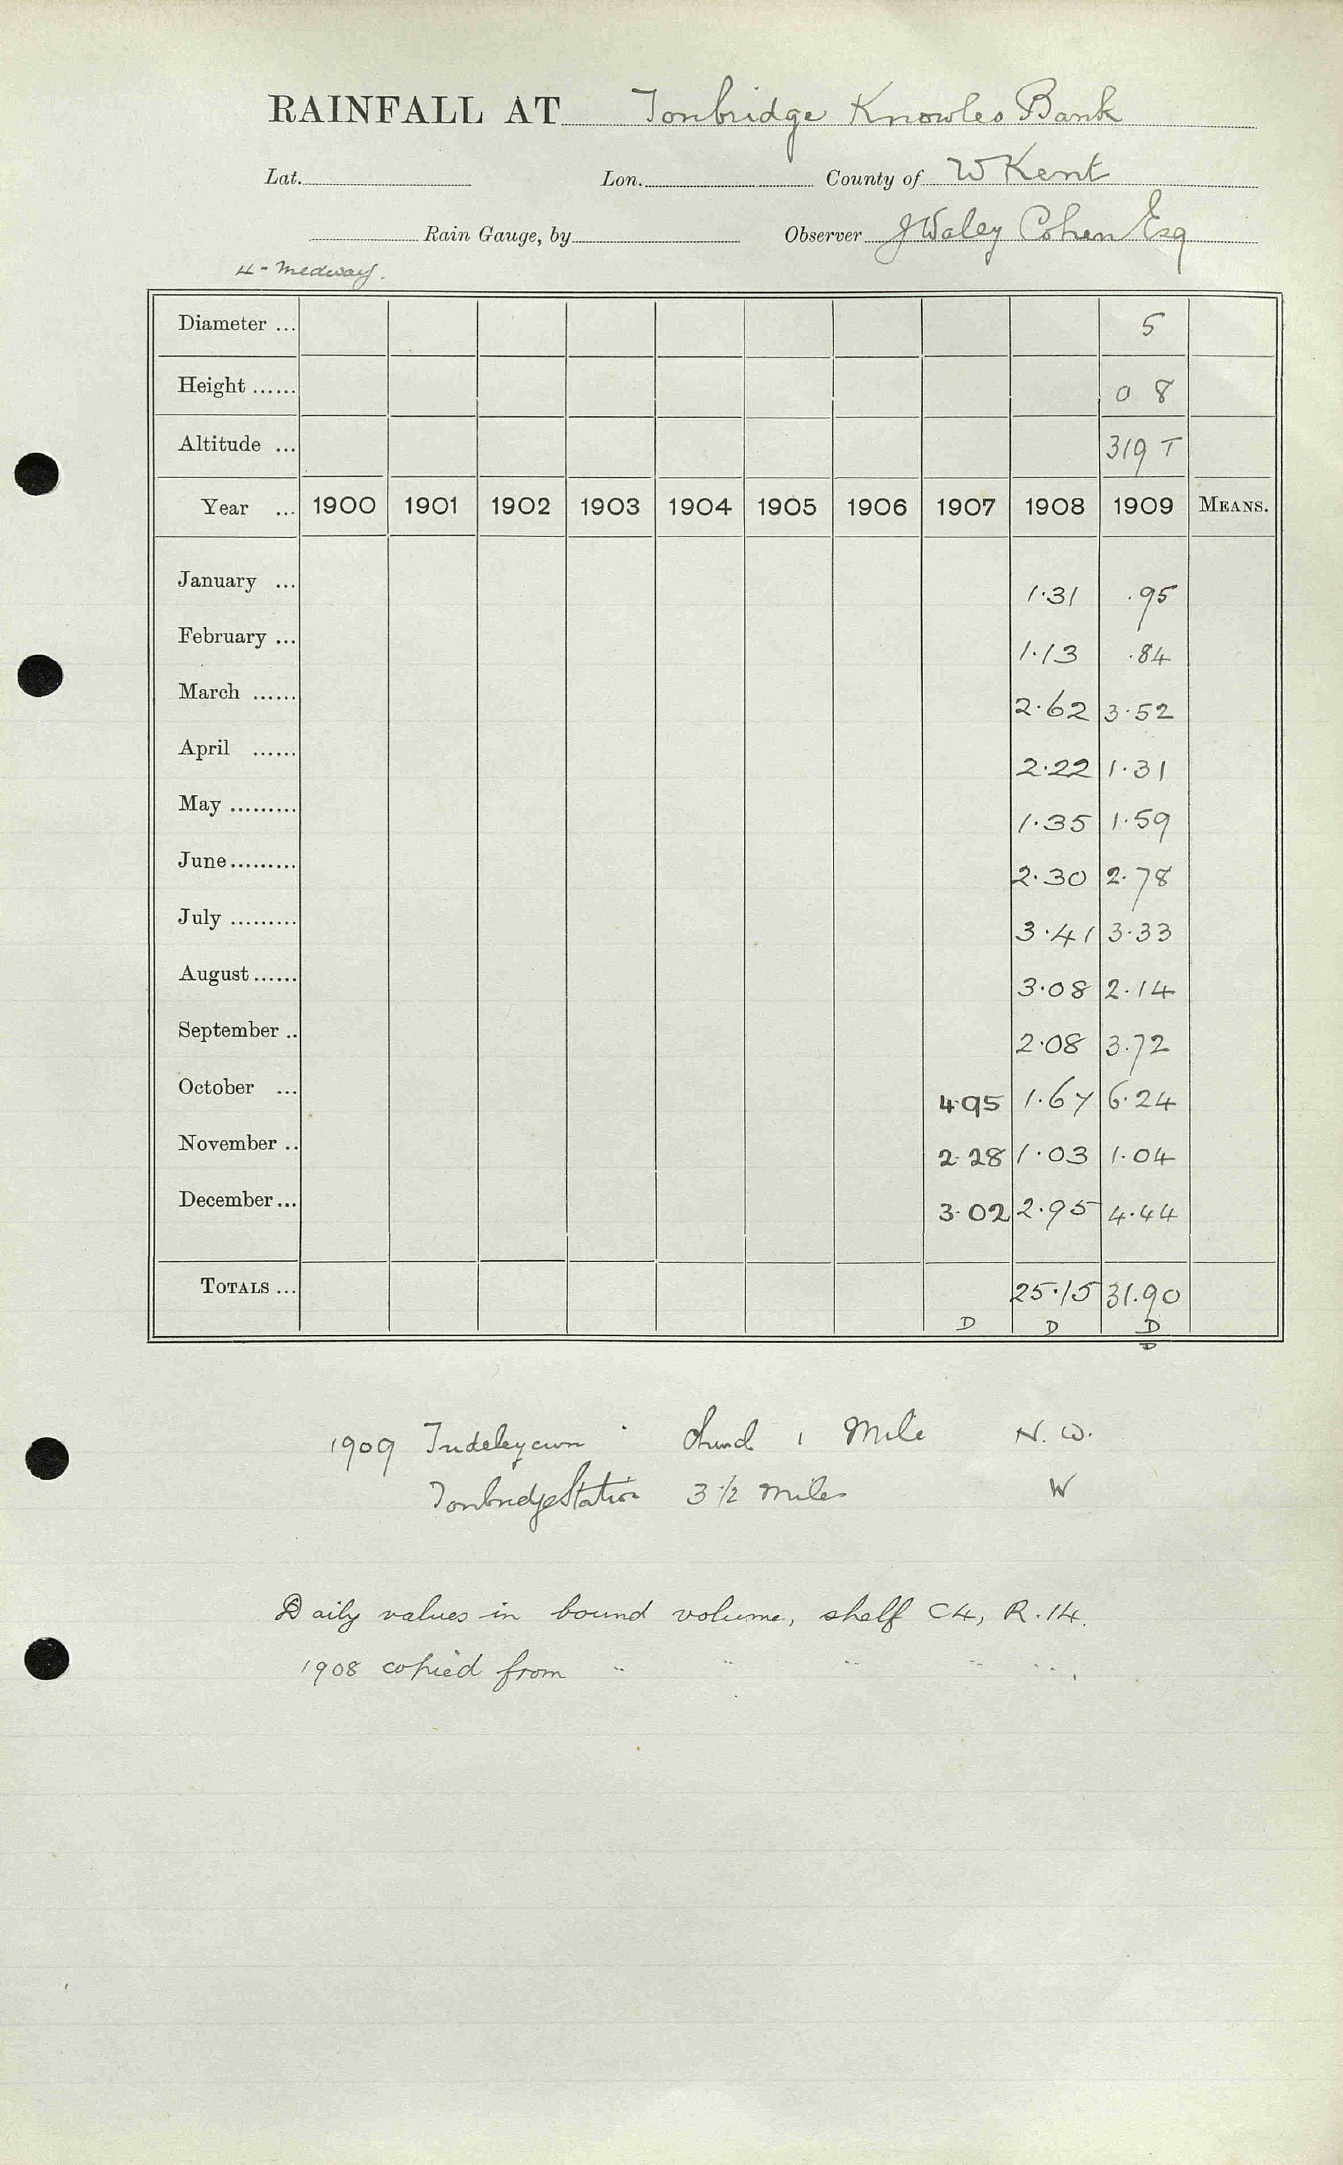 RAINFALL AT Tonbridge Knowles Bank
Lat. Lon. County of W Kent
Rain Gauge, by Observer J Waley Cohen Esq
4 - Medway.
Diameter ... 5
Height ...... 0 8
Altitude ... 319 T
Year ... 1900 1901 1902 1903 1904 1905 1906 1907 1908 1909 MEANS.
January ... 1.31 .95
February ... 1.13 .84
March ...... 2.62 3.52
April ...... 2.22 1.31
May ......... 1.35 1.59
June ......... 2.30 2.78
July ......... 3.41 3.33
August ...... 3.08 2.14
September .. 2.08 3.72
October ... 4.95 1.67 6.24
November .. 2.28 1.03 1.04
December ... 3.02 2.95 4.44
TOTALS ... 25.15 31.90
D D D
D
1909 1 Mile N. W.
Tonbridge Station 3 1/2 miles W
Daily values in bound volume, shelf C4, R.14.
1908 copied from " " " " " .